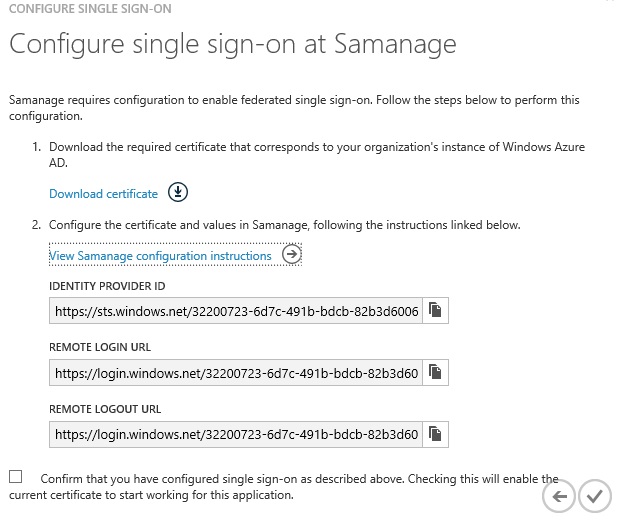 CONFIGURE SINGLE SIGN-ON
Configure single sign-on at Samanage
Samanage requires configuration to enable federated single sign-on. Follow the steps below to perform this
configuration.
1. Download the required certificate that corresponds to your organization's instance of Windows Azure
AD.
Download certificate
2. Configure the certificate and values in Samanage, following the instructions linked below.
View Samanage configuration instructions
IDENTITY PROVIDER ID
https://sts.windows.net/32200723-6d7c-491b-bdcb-82b3d6006
REMOTE LOGIN URL
https://login.windows.net/32200723-6d7c-491b-bdcb-82b3d60
REMOTE LOGOUT URL
https://login.windows.net/32200723-6d7c-491b-bdcb-82b3d60
Confirm that you have configured single sign-on as described above. Checking this will enable the
current certificate to start working for this application.